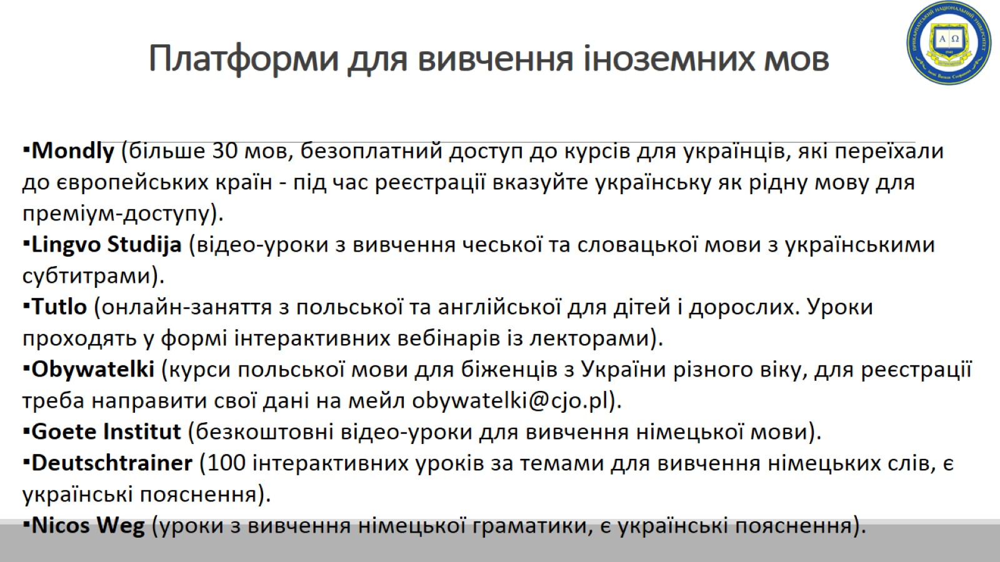 Платформи для вивчення іноземних мов
ПРИКАРПАТСЬКИЙ НАЦІОНАЛЬНИЙ УНІВЕРСИТЕТ
імені Василя Стефаника
Α Ω
1940
▪Mondly (більше 30 мов, безоплатний доступ до курсів для українців, які переїхали
до європейських країн - під час реєстрації вказуйте українську як рідну мову для
преміум-доступу).
▪Lingvo Studija (відео-уроки з вивчення чеської та словацької мови з українськими
субтитрами).
▪Tutlo (онлайн-заняття з польської та англійської для дітей і дорослих. Уроки
проходять у формі інтерактивних вебінарів із лекторами).
▪Obywatelki (курси польської мови для біженців з України різного віку, для реєстрації
треба направити свої дані на мейл obywatelki@cjo.pl).
▪Goete Institut (безкоштовні відео-уроки для вивчення німецької мови).
▪Deutschtrainer (100 інтерактивних уроків за темами для вивчення німецьких слів, є
українські пояснення).
▪Nicos Weg (уроки з вивчення німецької граматики, є українські пояснення).